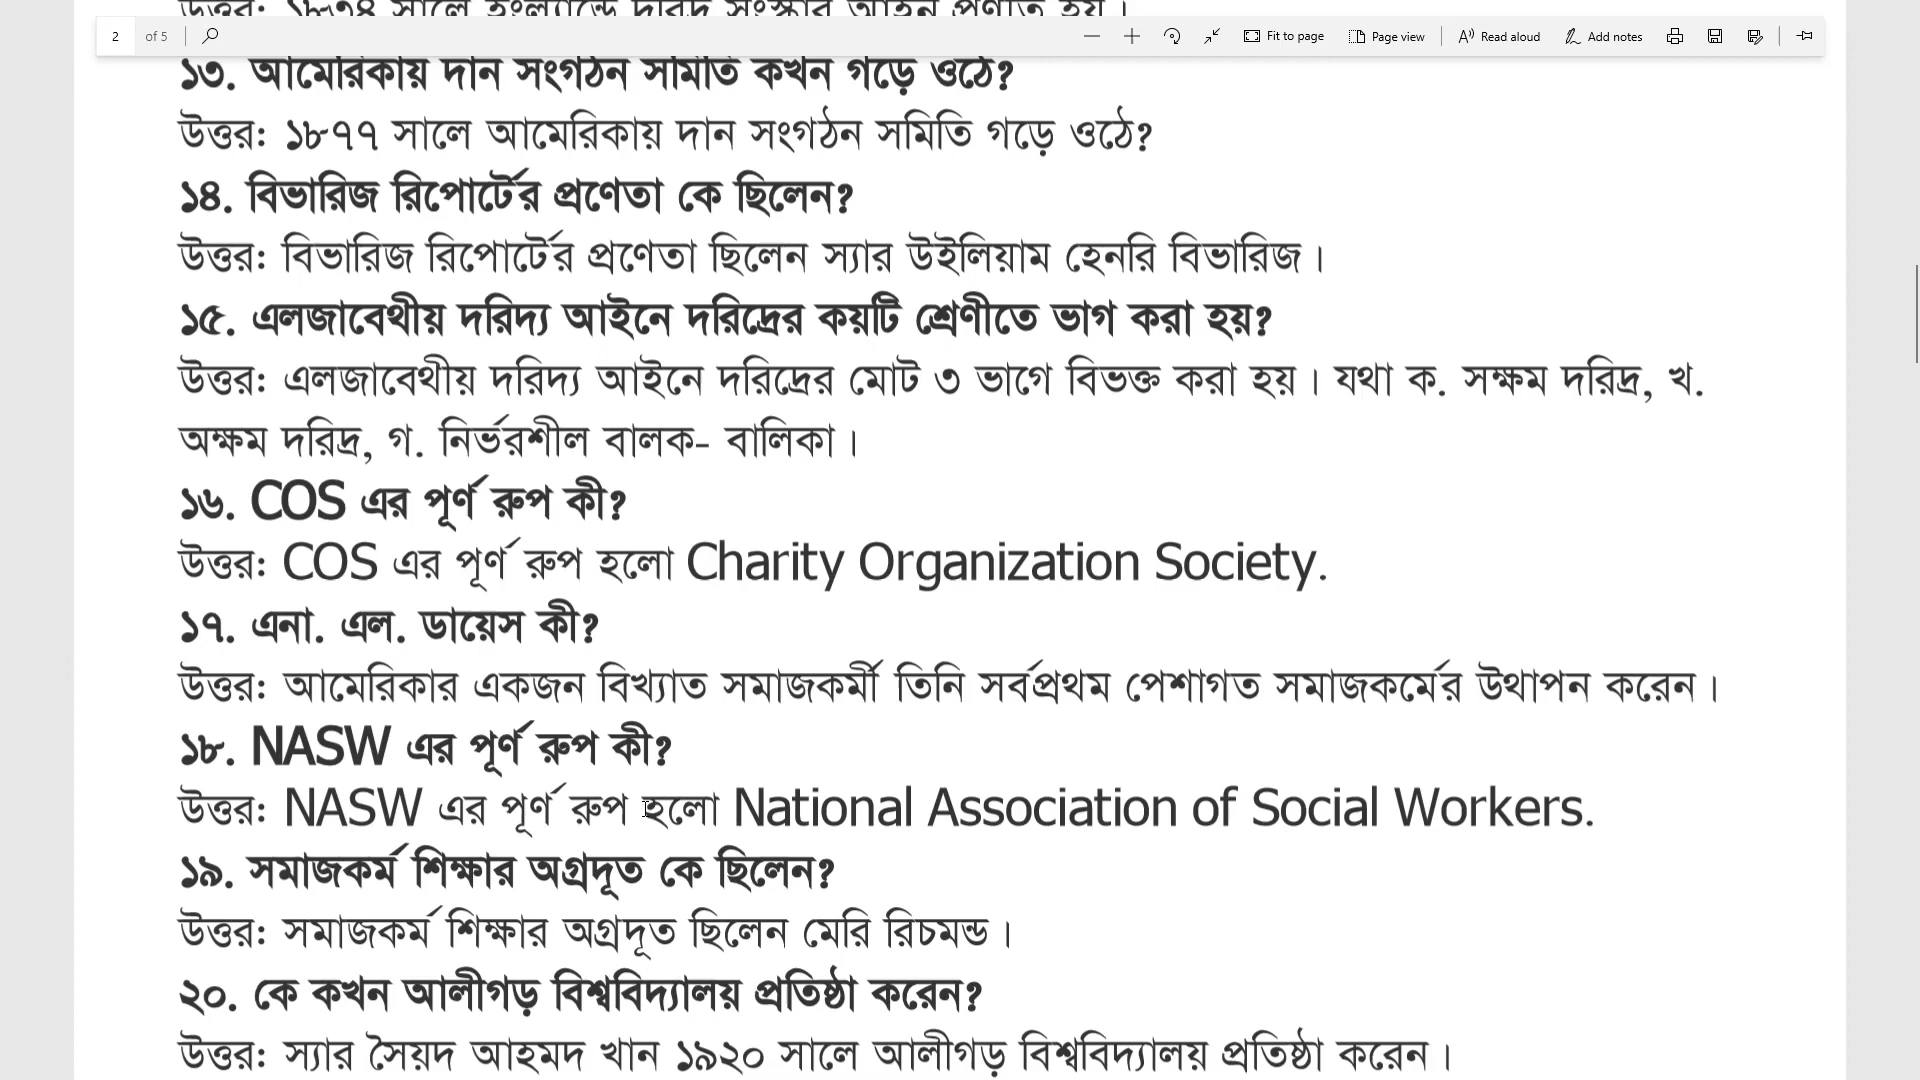 উত্তর: ১৮৩৪ সালে ইংল্যান্ডে দরিদ্র সংস্কার আইন প্রণীত হয়।
2 of 5 Fit to page Page view Read aloud Add notes
১৩. আমেরিকায় দান সংগঠন সমিতি কখন গড়ে ওঠে?
উত্তর: ১৮৭৭ সালে আমেরিকায় দান সংগঠন সমিতি গড়ে ওঠে?
১৪. বিভারিজ রিপোর্টের প্রণেতা কে ছিলেন?
উত্তর: বিভারিজ রিপোর্টের প্রণেতা ছিলেন স্যার উইলিয়াম হেনরি বিভারিজ।
১৫. এলজাবেথীয় দরিদ্য আইনে দরিদ্রের কয়টি শ্রেণীতে ভাগ করা হয়?
উত্তর: এলজাবেথীয় দরিদ্য আইনে দরিদ্রের মোট ৩ ভাগে বিভক্ত করা হয়। যথা ক. সক্ষম দরিদ্র, খ.
অক্ষম দরিদ্র, গ. নির্ভরশীল বালক- বালিকা।
১৬. COS এর পূর্ণ রুপ কী?
উত্তর: COS এর পূর্ণ রুপ হলো Charity Organization Society.
১৭. এনা. এল. ডায়েস কী?
উত্তর: আমেরিকার একজন বিখ্যাত সমাজকর্মী তিনি সর্বপ্রথম পেশাগত সমাজকর্মের উথাপন করেন।
১৮. NASW এর পূর্ণ রুপ কী?
উত্তর: NASW এর পূর্ণ রুপ হলো National Association of Social Workers.
১৯. সমাজকর্ম শিক্ষার অগ্রদূত কে ছিলেন?
উত্তর: সমাজকর্ম শিক্ষার অগ্রদূত ছিলেন মেরি রিচমন্ড।
২০. কে কখন আলীগড় বিশ্ববিদ্যালয় প্রতিষ্ঠা করেন?
উত্তর: স্যার সৈয়দ আহমদ খান ১৯২০ সালে আলীগড় বিশ্ববিদ্যালয় প্রতিষ্ঠা করেন।